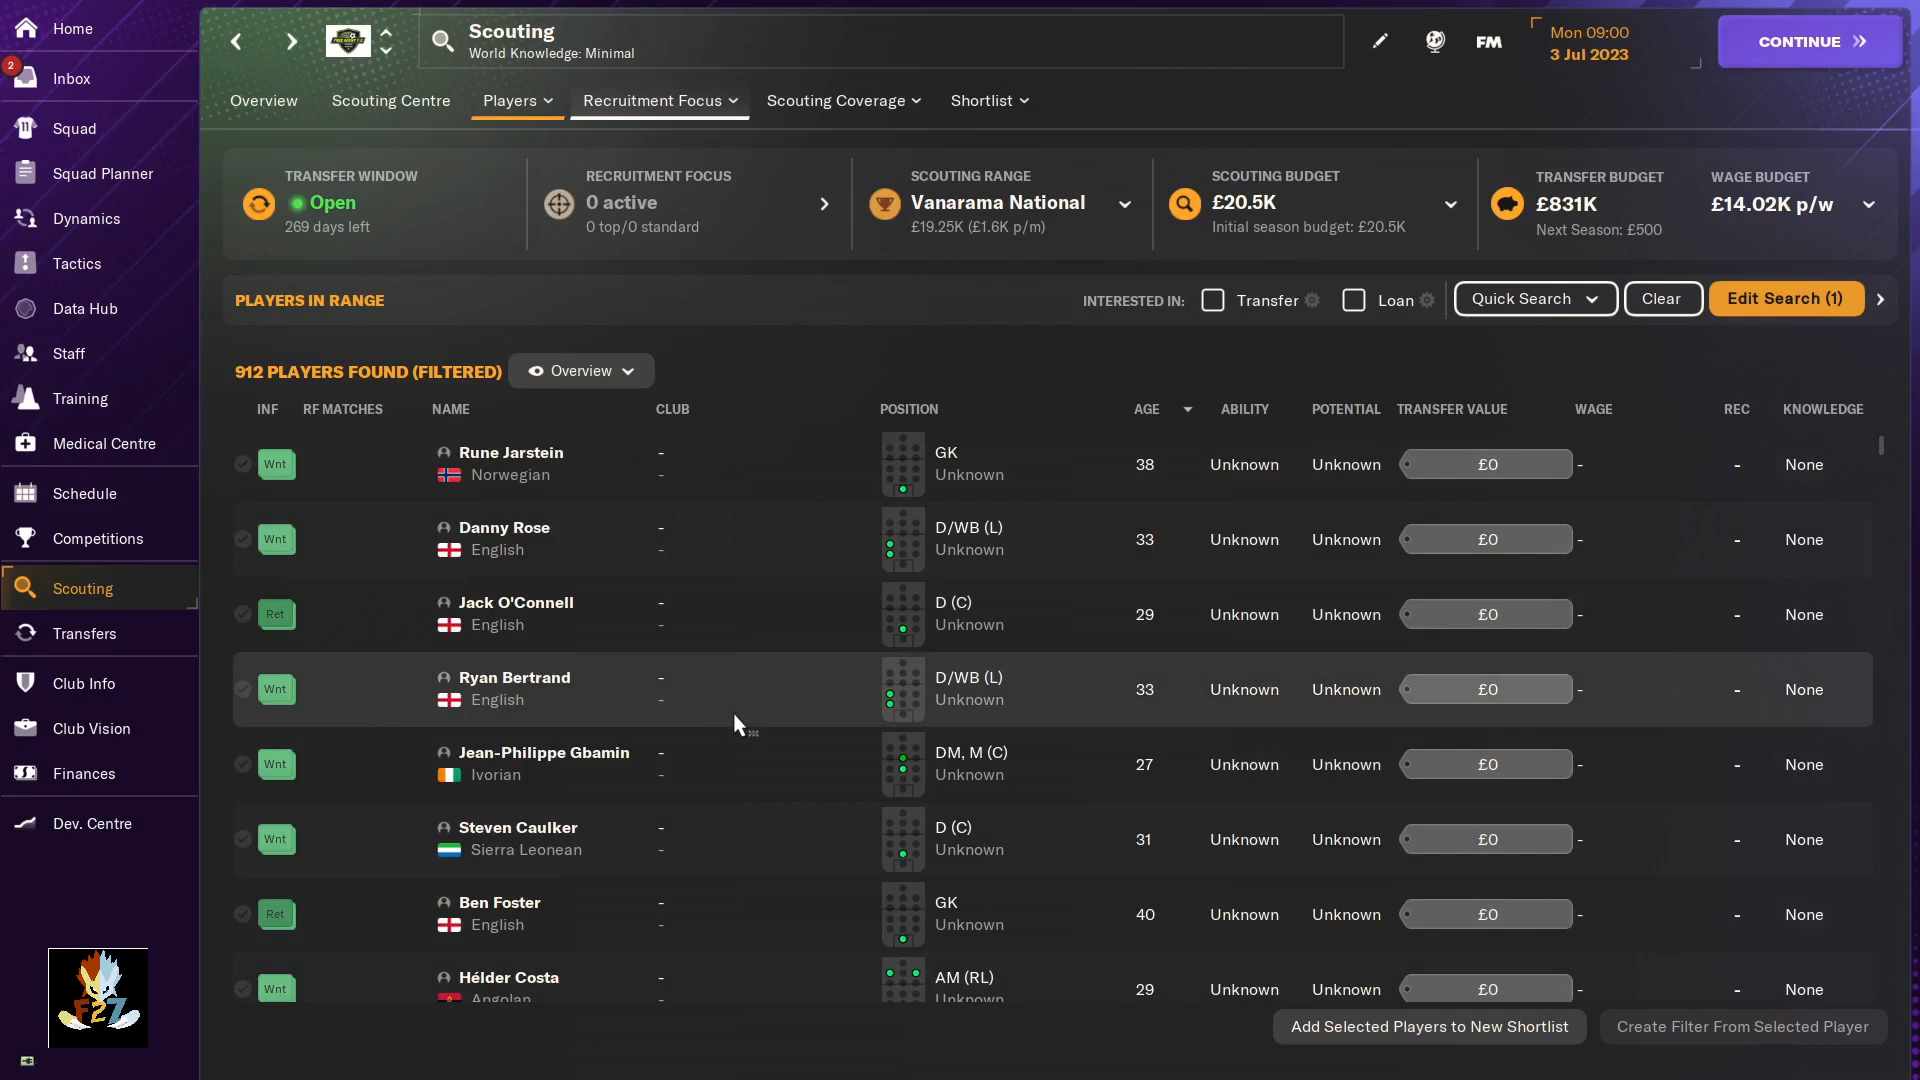 Home
2
Inbox
Squad
Squad Planner
Dynamics
Tactics
Data Hub
Staff
Training
Medical Centre
Schedule
Competitions
Scouting
Transfers
Club Info
Club Vision
Finances
Dev. Centre
F27
Scouting
World Knowledge: Minimal
FM
Mon 09:00
3 Jul 2023
CONTINUE
Overview Scouting Centre Players Recruitment Focus Scouting Coverage Shortlist
TRANSFER WINDOW
Open
269 days left
RECRUITMENT FOCUS
0 active
0 top/0 standard
SCOUTING RANGE
Vanarama National
£19.25K (£1.6K p/m)
SCOUTING BUDGET
£20.5K
Initial season budget: £20.5K
TRANSFER BUDGET
£831K
Next Season: £500
WAGE BUDGET
£14.02K p/w
PLAYERS IN RANGE
INTERESTED IN: Transfer Loan Quick Search Clear Edit Search (1)
912 PLAYERS FOUND (FILTERED) Overview
INF RF MATCHES NAME CLUB POSITION AGE ABILITY POTENTIAL TRANSFER VALUE WAGE REC KNOWLEDGE
Wnt Rune Jarstein - GK 38 Unknown Unknown £0 - - None
Norwegian - Unknown
Wnt Danny Rose - D/WB (L) 33 Unknown Unknown £0 - - None
English - Unknown
Ret Jack O'Connell - D (C) 29 Unknown Unknown £0 - - None
English - Unknown
Wnt Ryan Bertrand - D/WB (L) 33 Unknown Unknown £0 - - None
English - Unknown
Wnt Jean-Philippe Gbamin - DM, M (C) 27 Unknown Unknown £0 - - None
Ivorian - Unknown
Wnt Steven Caulker - D (C) 31 Unknown Unknown £0 - - None
Sierra Leonean - Unknown
Ret Ben Foster - GK 40 Unknown Unknown £0 - - None
English - Unknown
Wnt Hélder Costa - AM (RL) 29 Unknown Unknown £0 - - None
Angolan - Unknown
Add Selected Players to New Shortlist Create Filter From Selected Player